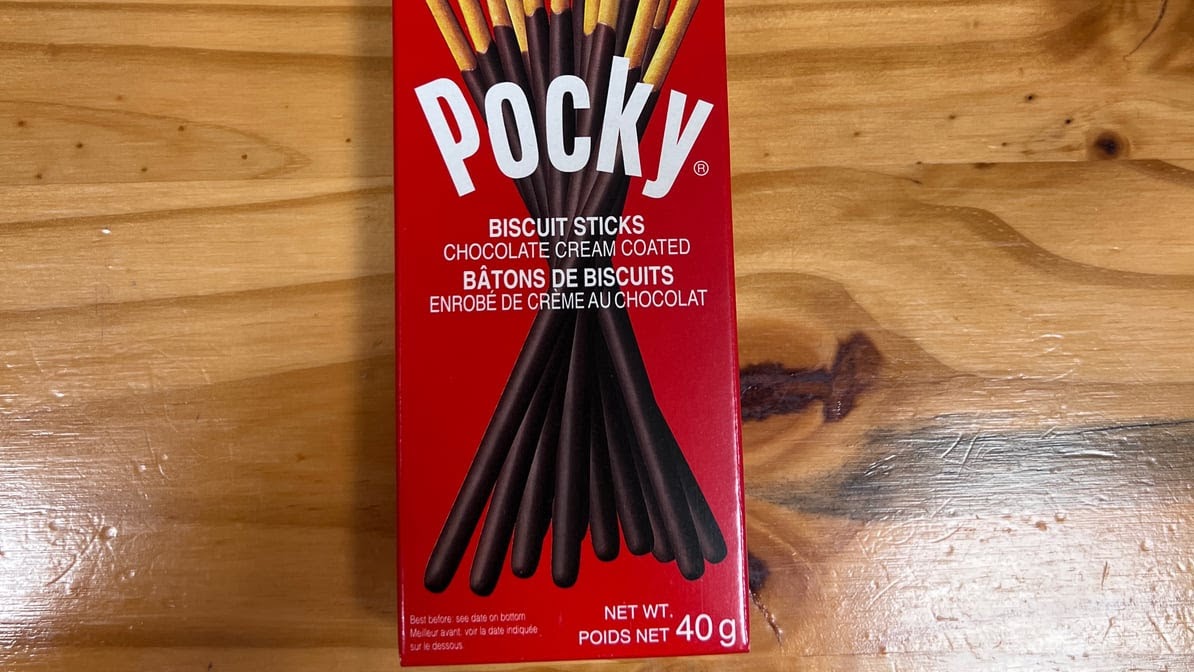 Pocky®
BISCUIT STICKS
CHOCOLATE CREAM COATED
BÂTONS DE BISCUITS
ENROBÉ DE CRÈME AU CHOCOLAT
Best before: see date on bottom
Meilleur avant: voir la date indiquée
sur le dessous.
NET WT.
POIDS NET 40 g